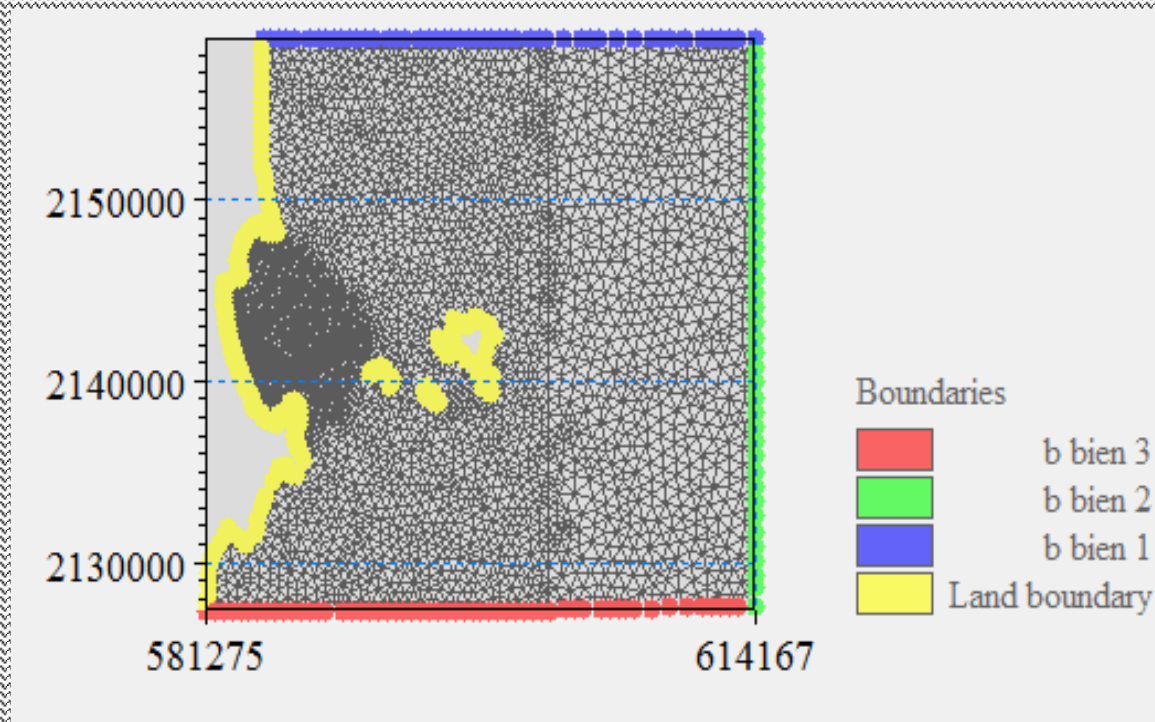 2150000
2140000
2130000
581275
614167
Boundaries
b bien 3
b bien 2
b bien 1
Land boundary